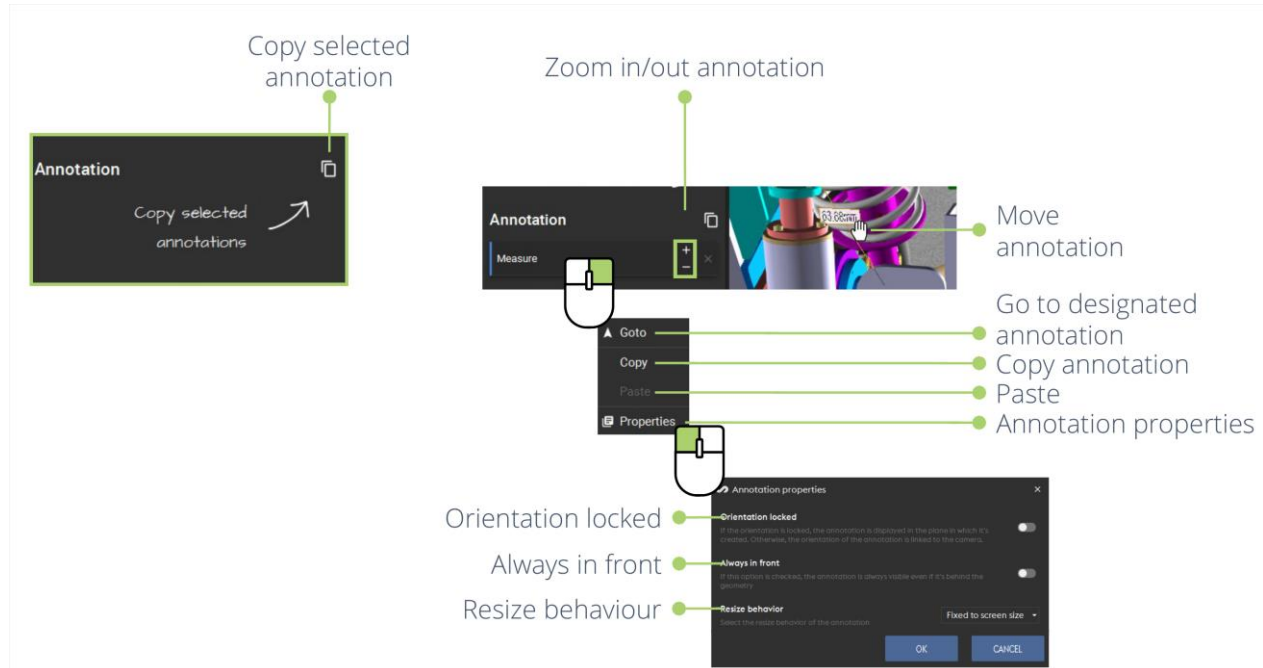 Copy selected
annotation
Zoom in/out annotation
Annotation
Copy selected
annotations
Annotation
Measure
63.88mm
Move
annotation
Goto
Copy
Paste
Properties
Go to designated
annotation
Copy annotation
Paste
Annotation properties
Annotation properties
Orientation locked
Orientation locked
If the orientation is locked, the annotation is displayed in the plane in which it's
created. Otherwise, the orientation of the annotation is linked to the camera.
Always in front
Always in front
If this option is checked, the annotation is always visible even if it's behind the
geometry
Resize behaviour
Resize behavior
Select the resize behavior of the annotation
Fixed to screen size
OK
CANCEL